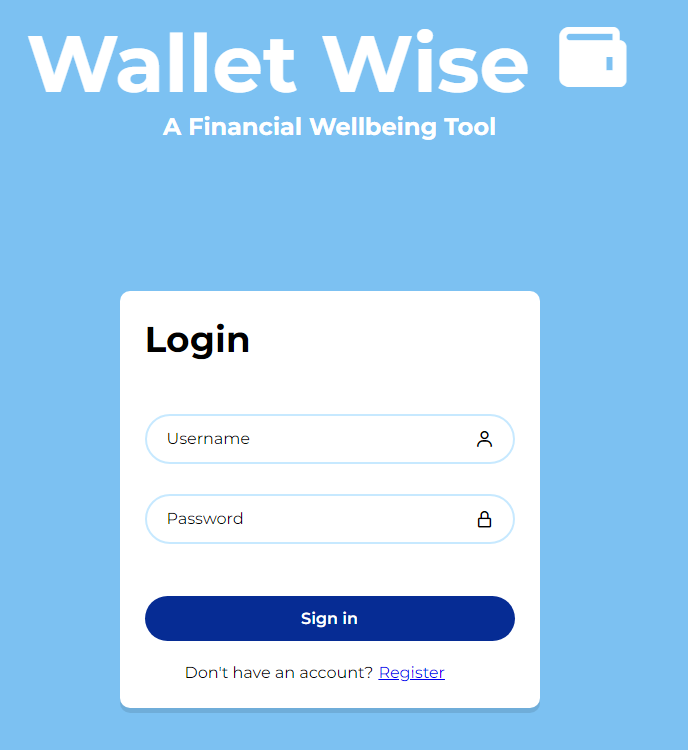 Wallet Wise
A Financial Wellbeing Tool
Login
Username
Password
Sign in
Don't have an account? Register